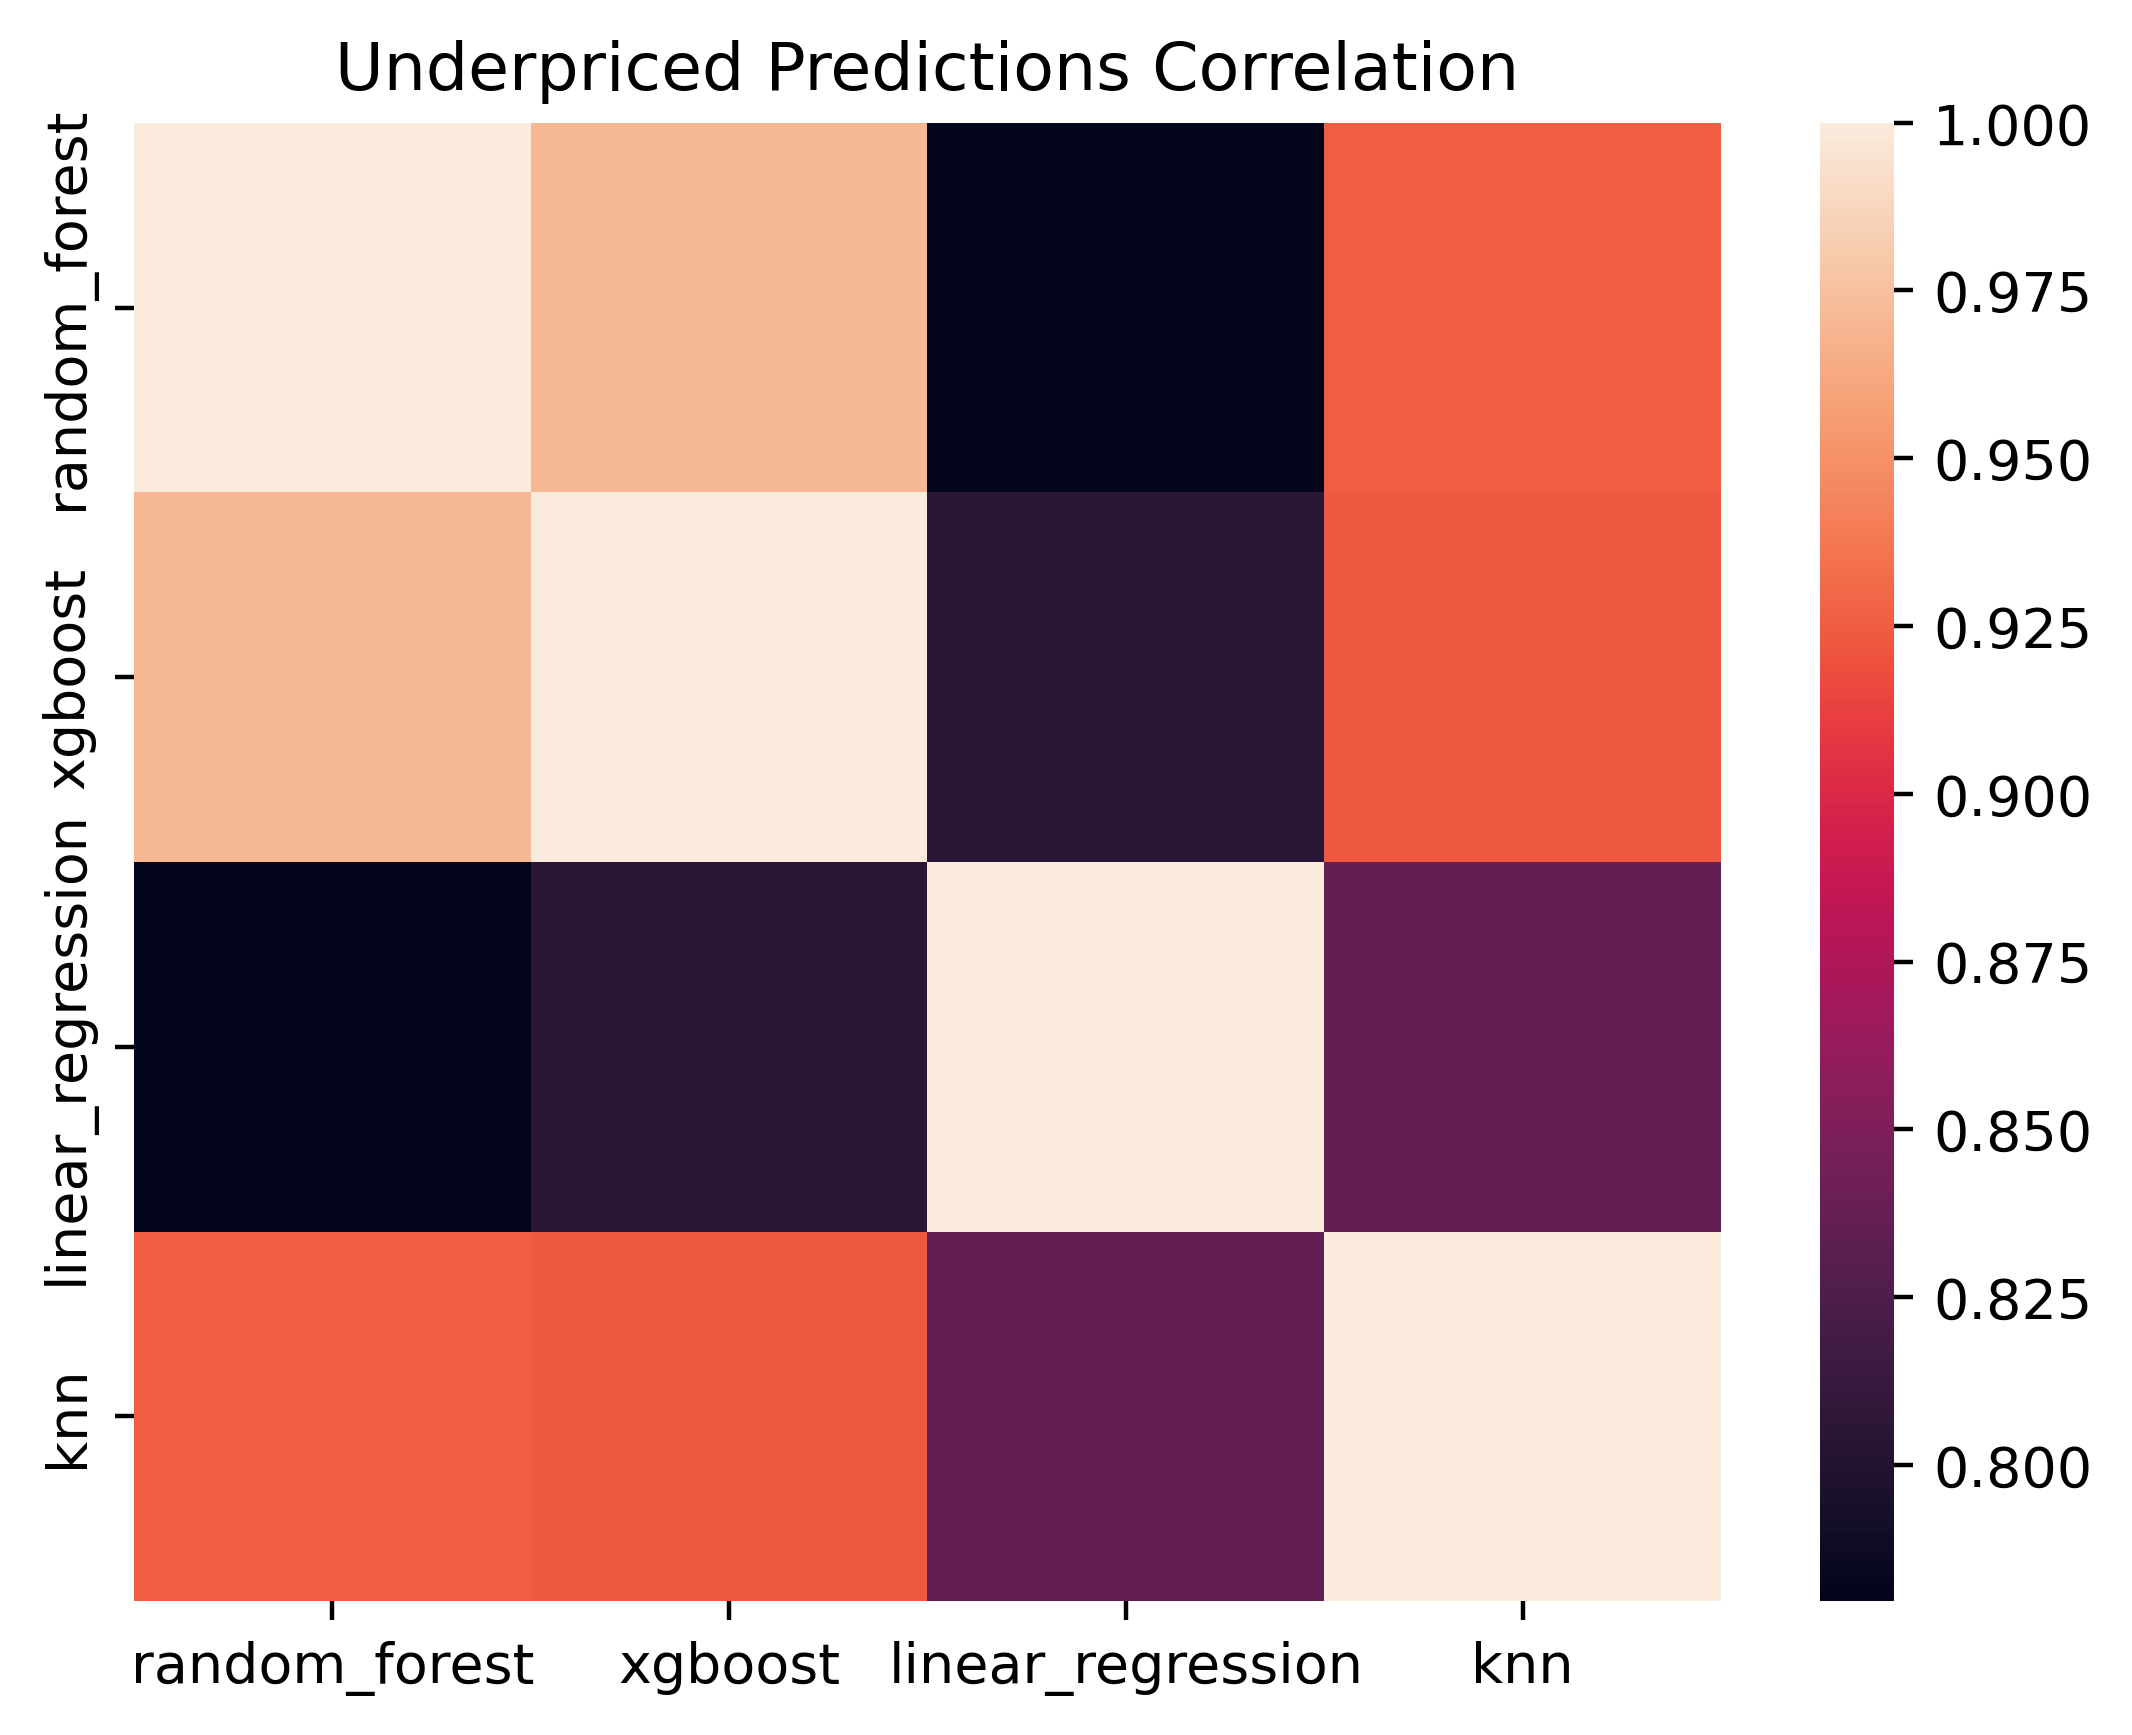 Underpriced Predictions Correlation
random_forest
xgboost
linear_regression
knn
random_forest xgboost linear_regression knn
1.000
0.975
0.950
0.925
0.900
0.875
0.850
0.825
0.800